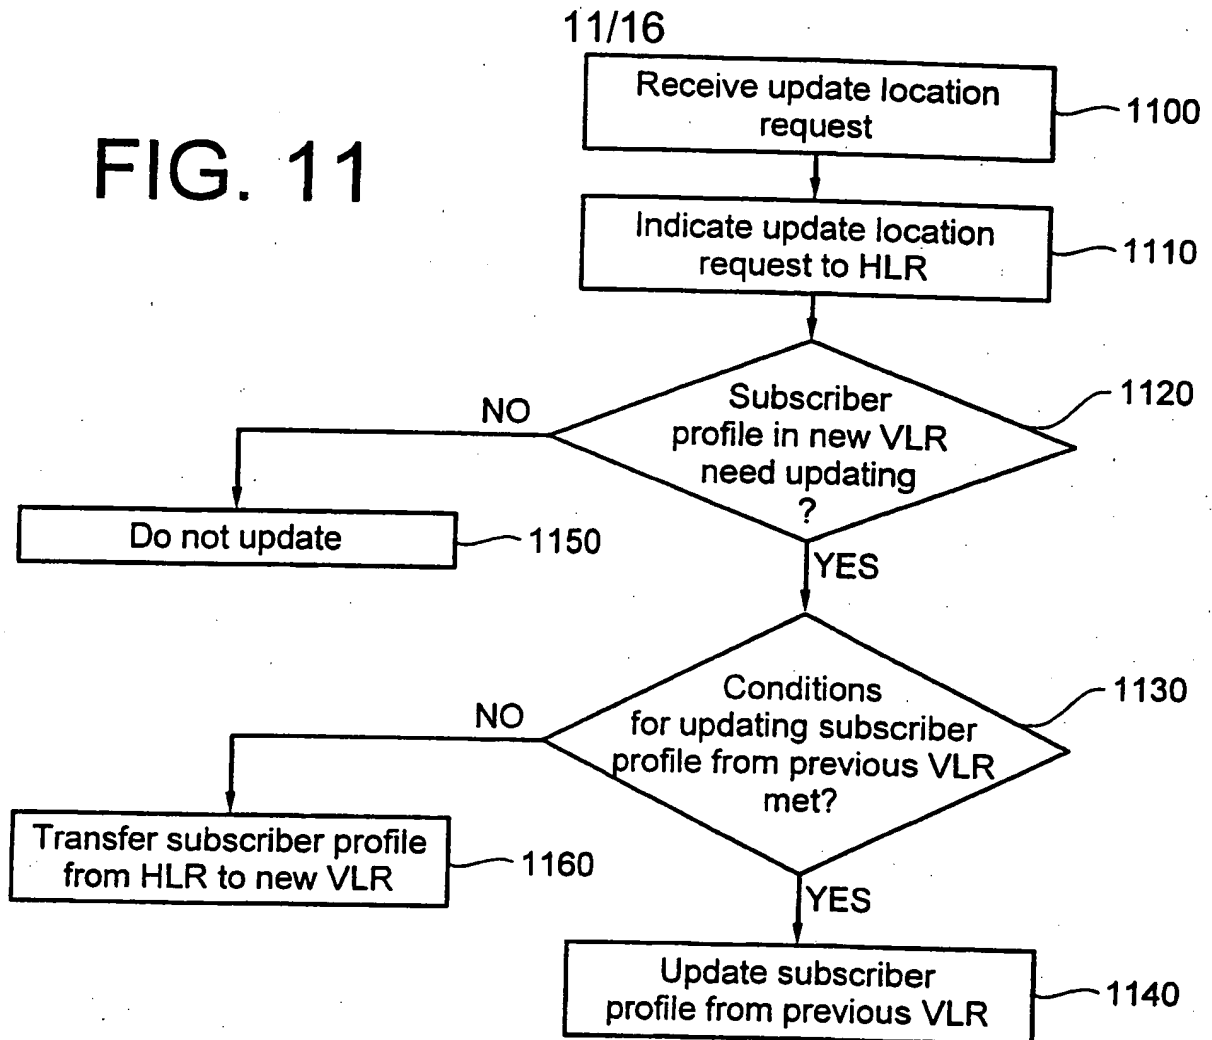 11/16
FIG. 11
Receive update location
request
1100
Indicate update location
request to HLR
1110
Subscriber
profile in new VLR
need updating
?
1120
NO
YES
Do not update
1150
Conditions
for updating subscriber
profile from previous VLR
met?
1130
NO
YES
Transfer subscriber profile
from HLR to new VLR
1160
Update subscriber
profile from previous VLR
1140